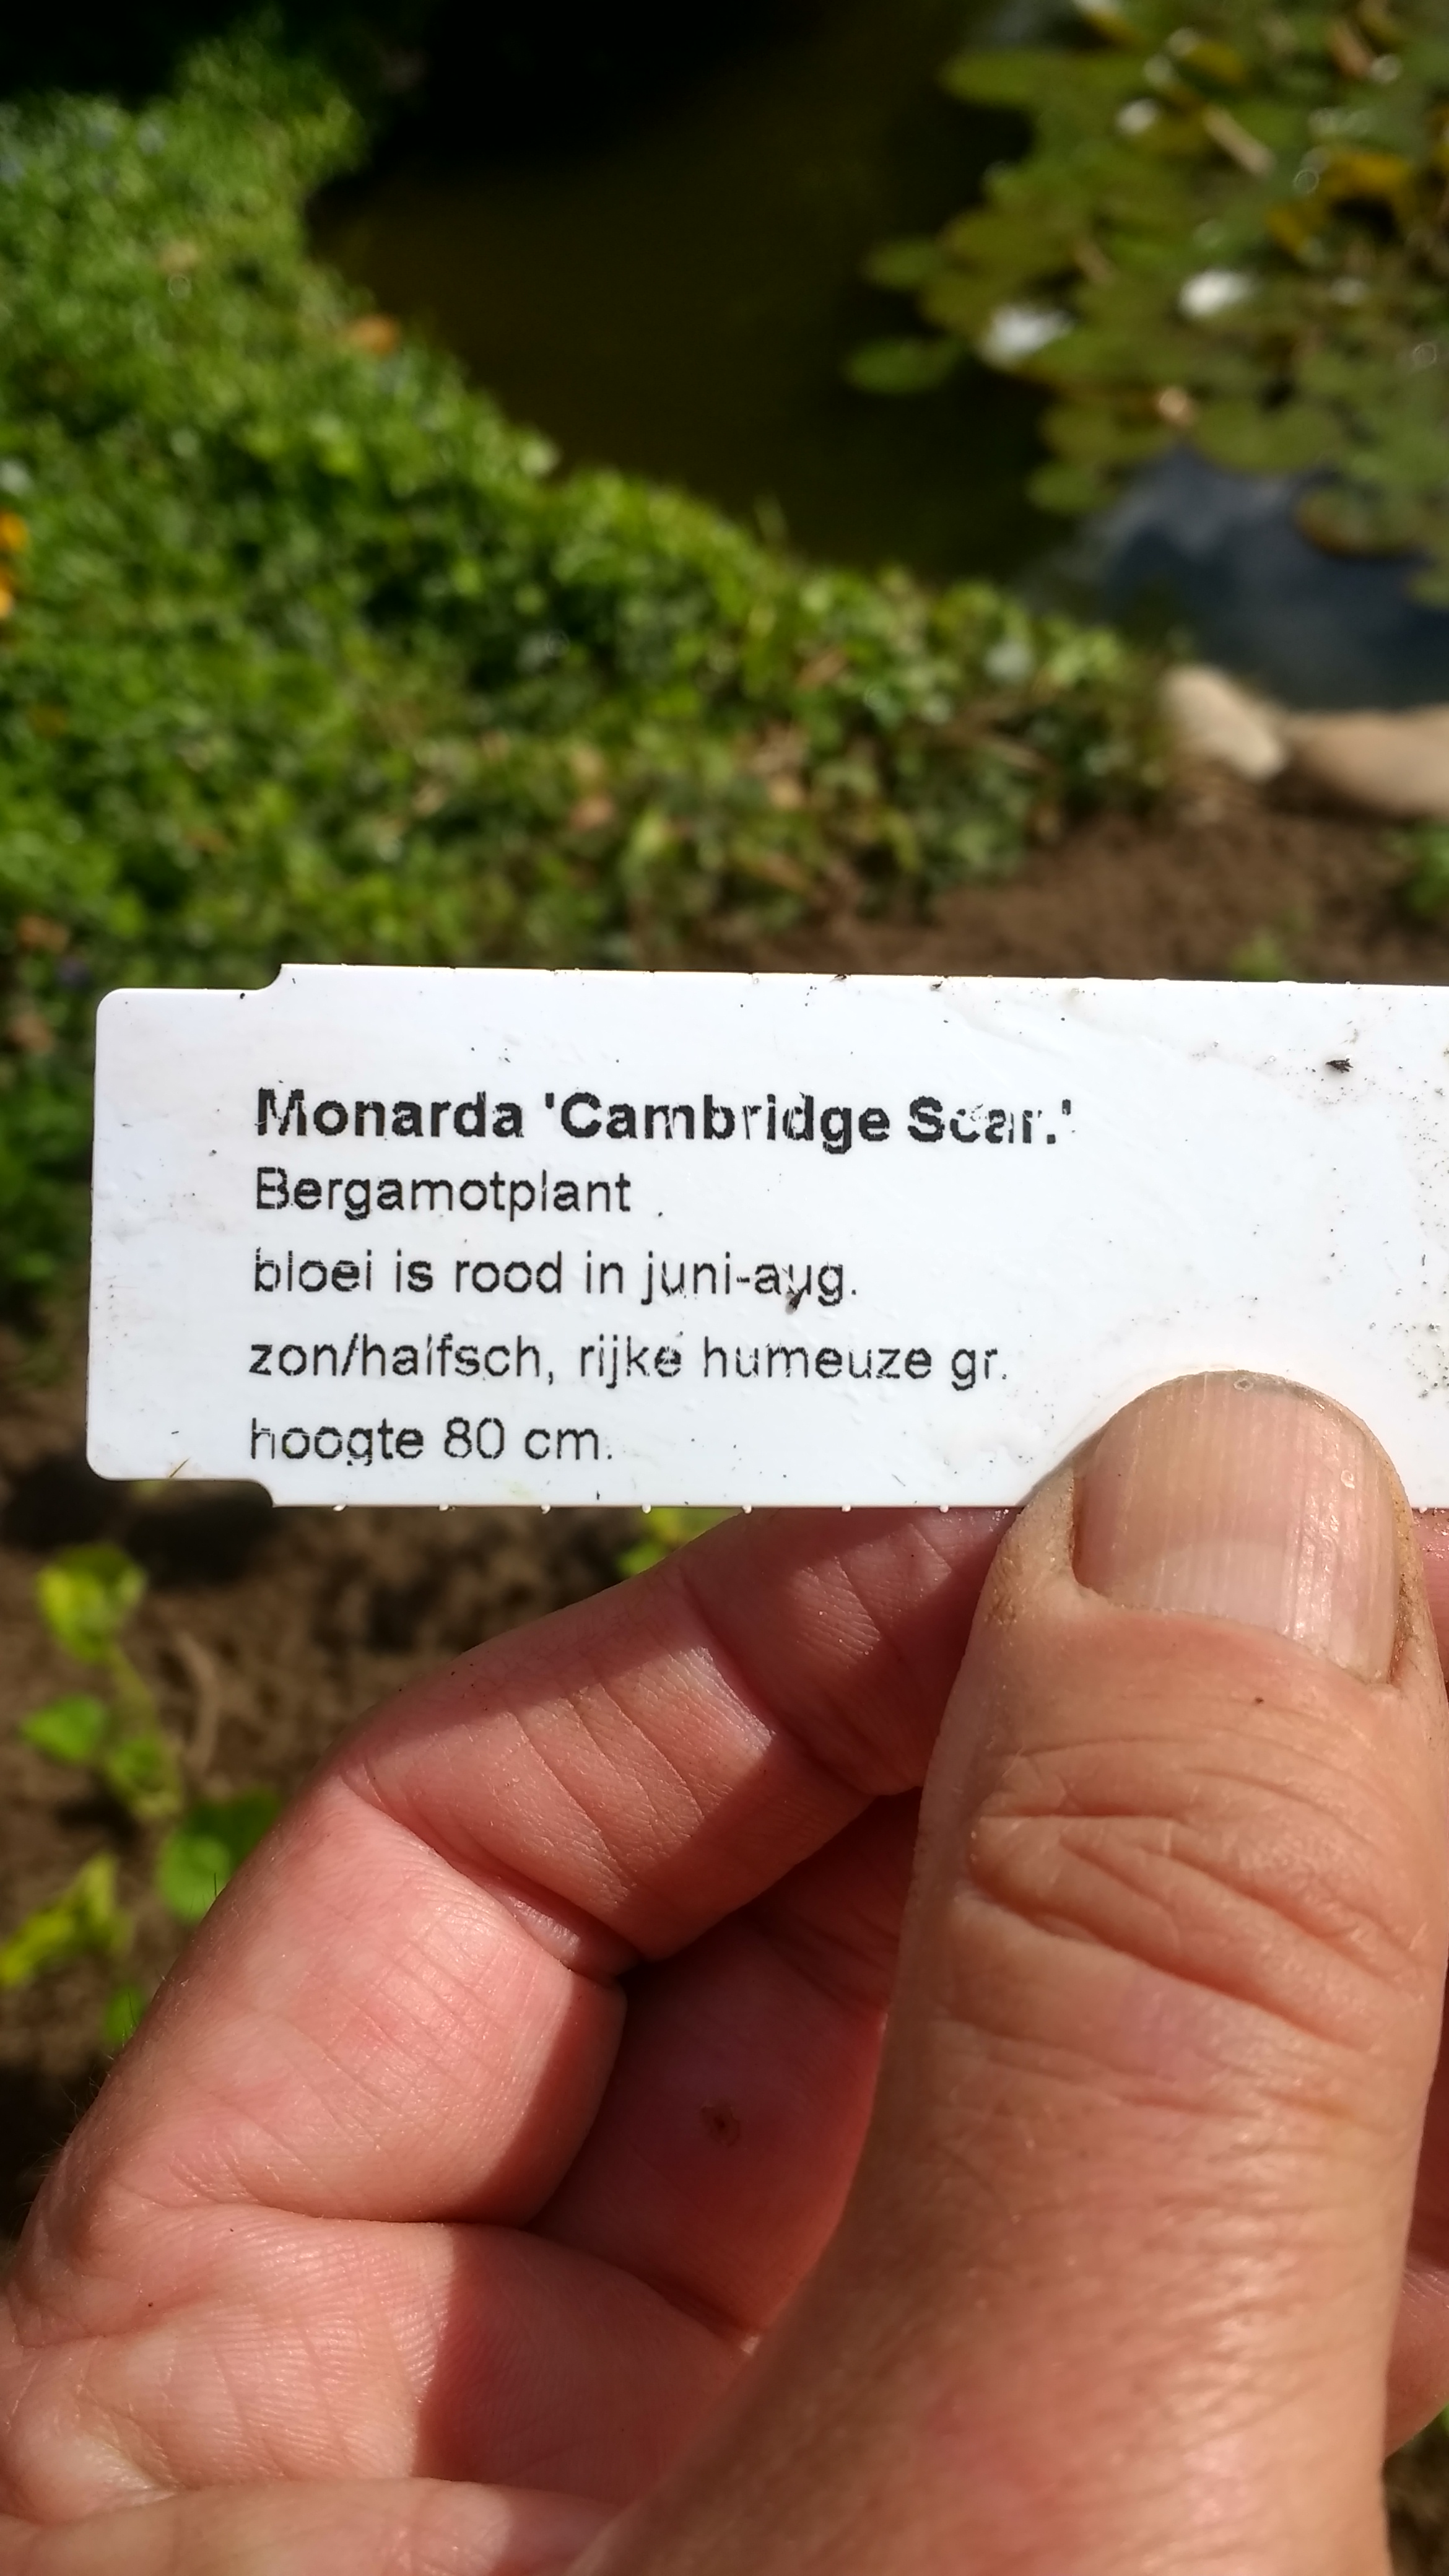 Monarda 'Cambridge Scar.'
Bergamotplant
bloei is rood in juni-aug.
zon/halfsch, rijke humeuze gr.
hoogte 80 cm.